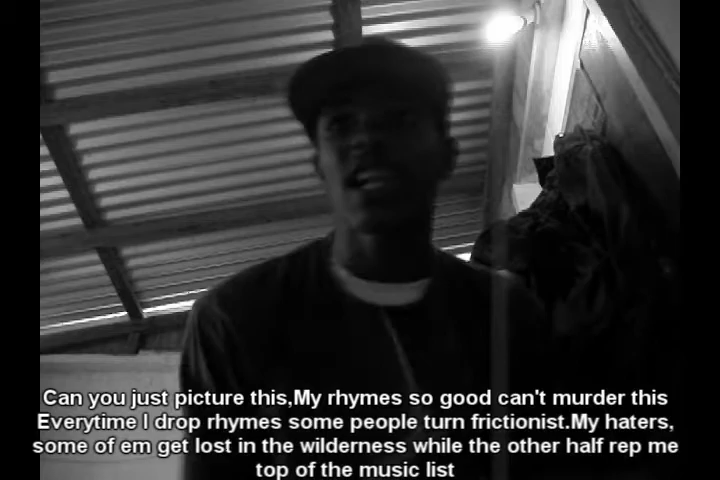 Can you just picture this,My rhymes so good can't murder this
Everytime I drop rhymes some people turn frictionist.My haters,
some of em get lost in the wilderness while the other half rep me
top of the music list